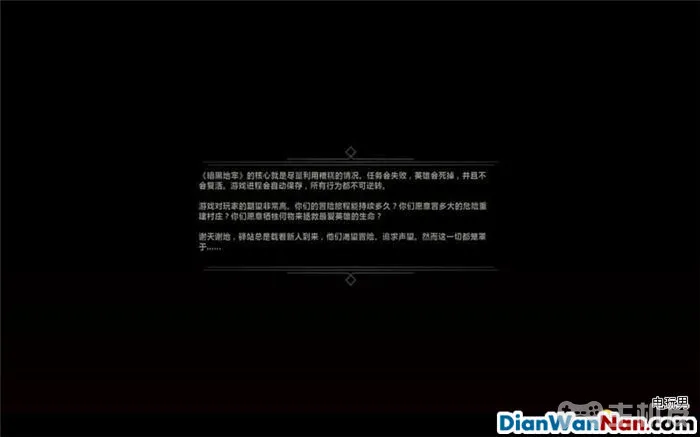 《暗黑地牢》的核心就是尽量利用糟糕的情况。任务会失败，英雄会死掉，并且不
会复活。游戏进程会自动保存，所有行为都不可逆转。
游戏对玩家的期望非常高。你们的冒险旅程能持续多久？你们愿意冒多大的危险重
建村庄？你们愿意牺牲何物来拯救最爱英雄的生命？
谢天谢地，驿站总是载着新人到来，他们渴望冒险，追求声望。然而这一切都笼罩
于……
电玩男
DianWanNan.com